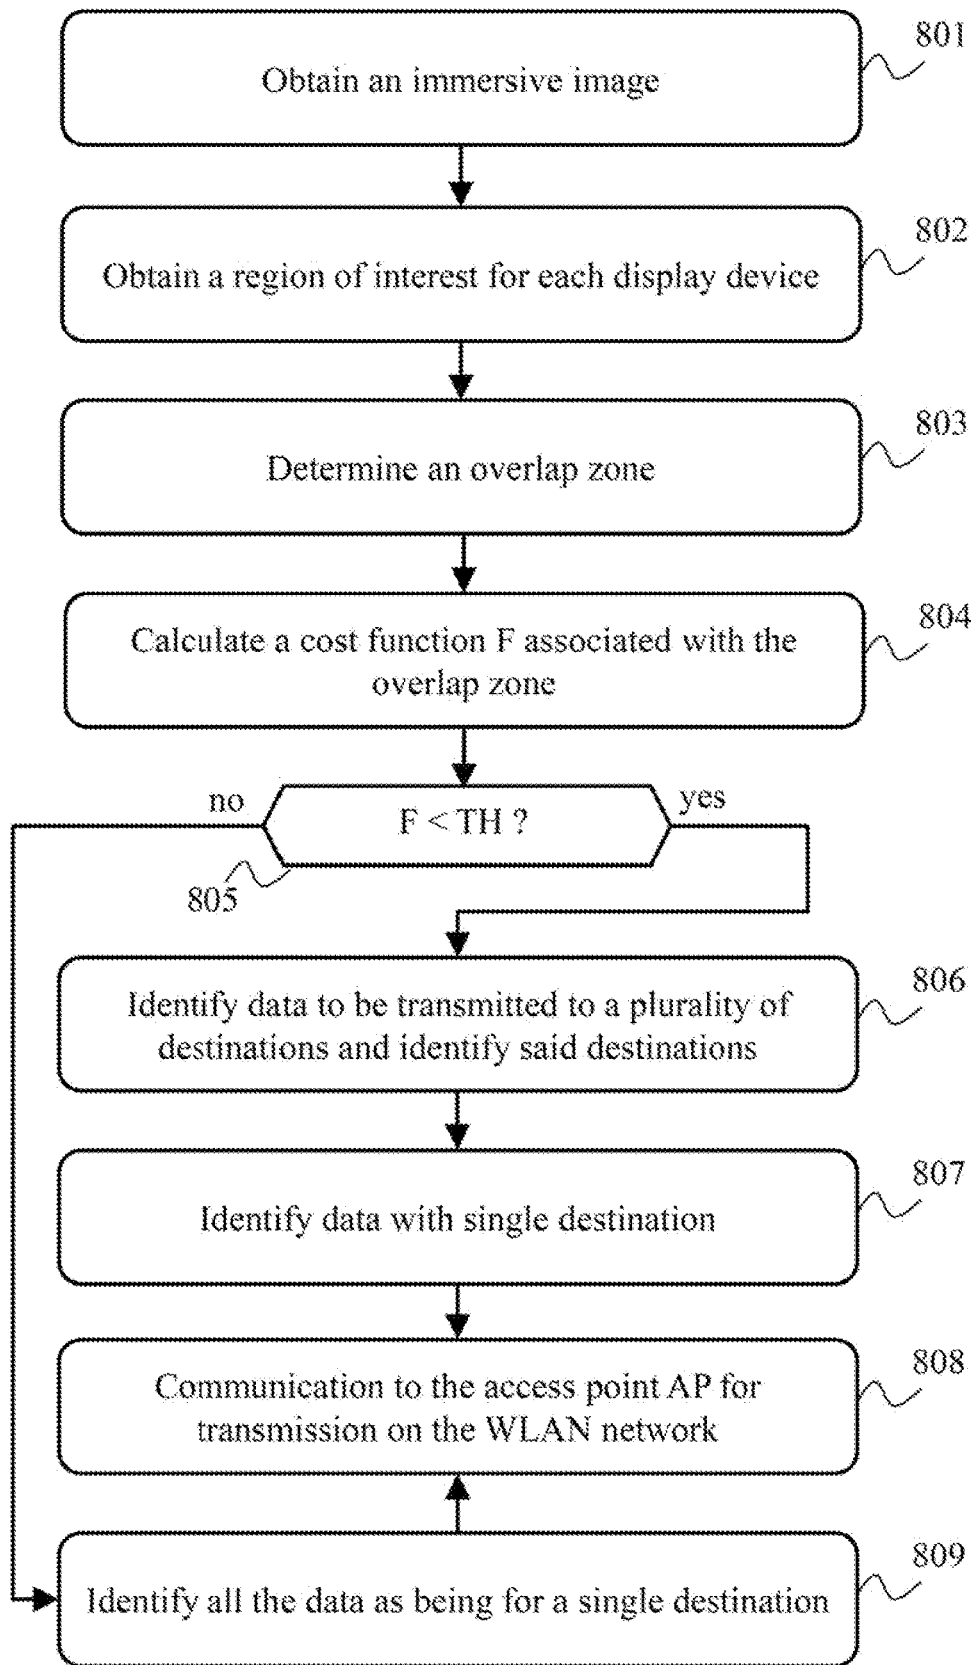 801
Obtain an immersive image
802
Obtain a region of interest for each display device
803
Determine an overlap zone
804
Calculate a cost function F associated with the
overlap zone
no
F < TH ?
yes
805
806
Identify data to be transmitted to a plurality of
destinations and identify said destinations
807
Identify data with single destination
808
Communication to the access point AP for
transmission on the WLAN network
809
Identify all the data as being for a single destination